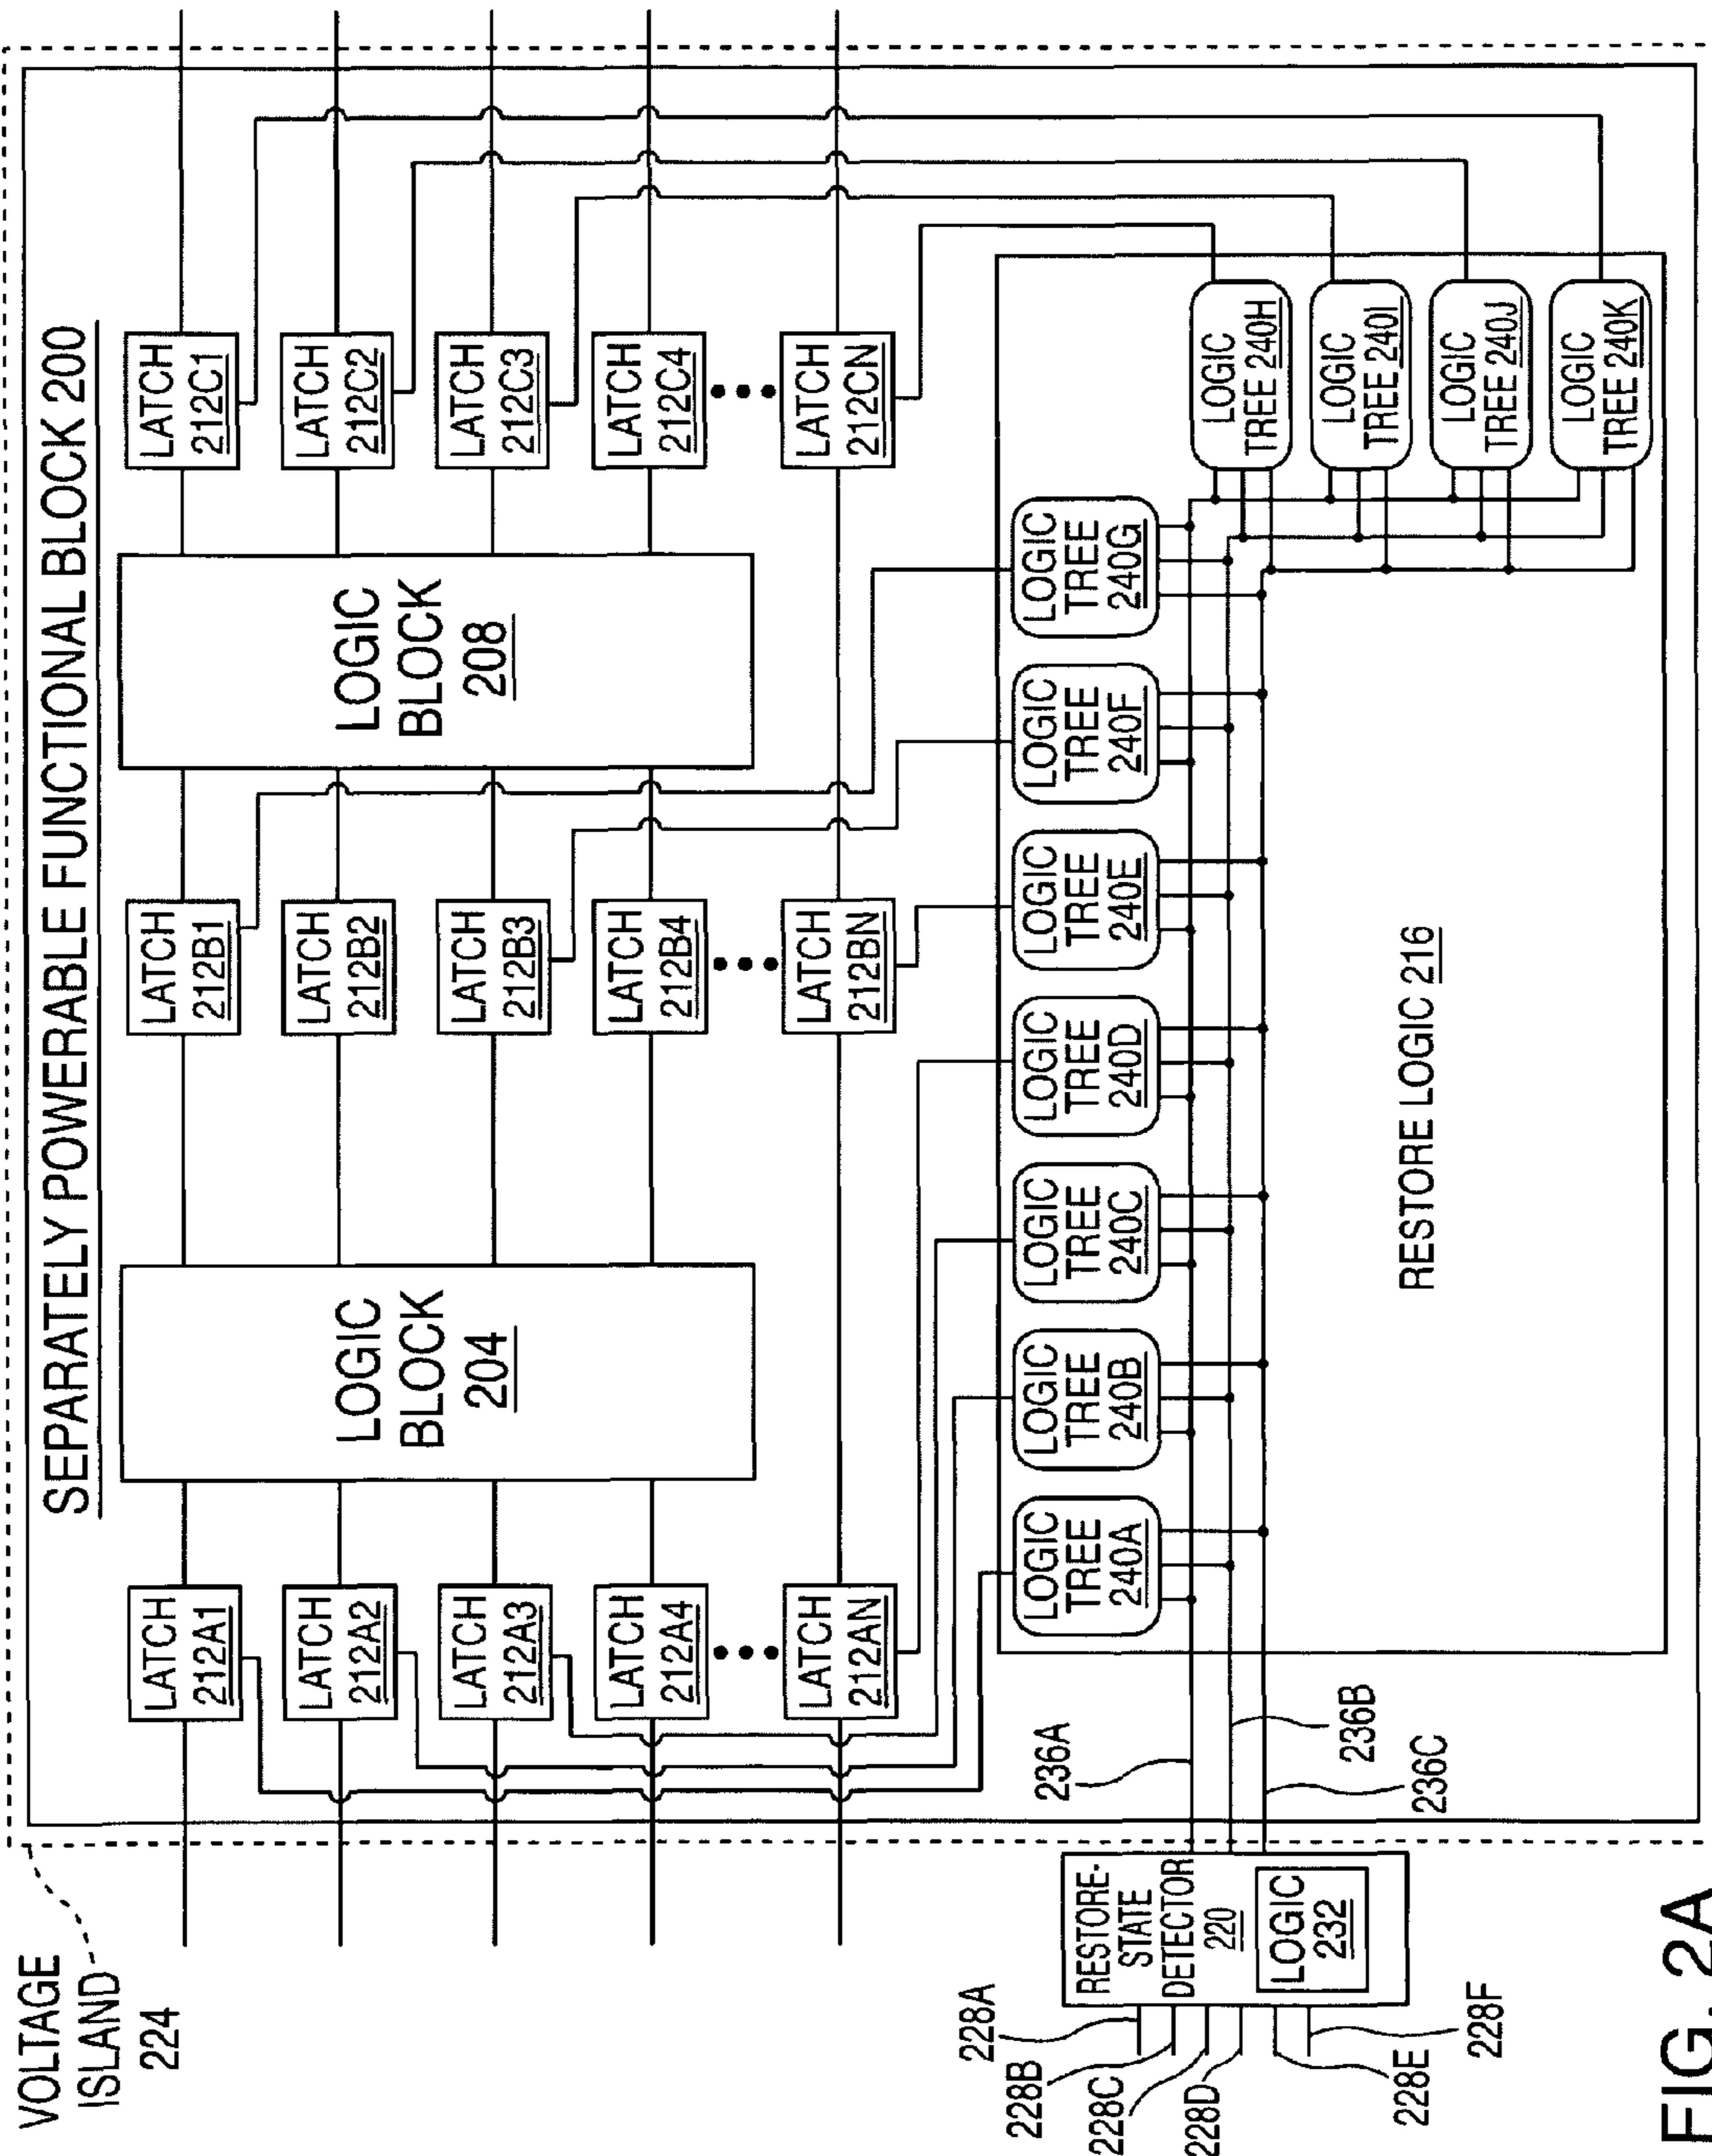 VOLTAGE
ISLAND
224
SEPARATELY POWERABLE FUNCTIONAL BLOCK 200
LATCH
212A1
LATCH
212A2
LATCH
212A3
LATCH
212A4
LATCH
212AN
LOGIC
BLOCK
204
LATCH
212B1
LATCH
212B2
LATCH
212B3
LATCH
212B4
LATCH
212BN
LOGIC
BLOCK
208
LATCH
212C1
LATCH
212C2
LATCH
212C3
LATCH
212C4
LATCH
212CN
LOGIC
TREE
240A
LOGIC
TREE
240B
LOGIC
TREE
240C
LOGIC
TREE
240D
LOGIC
TREE
240E
LOGIC
TREE
240F
LOGIC
TREE
240G
LOGIC
TREE 240H
LOGIC
TREE 240I
LOGIC
TREE 240J
LOGIC
TREE 240K
RESTORE LOGIC 216
236A
236B
236C
RESTORE-
STATE
DETECTOR
220
LOGIC
232
228A
228B
228C
228D
228E
228F
FIG. 2A